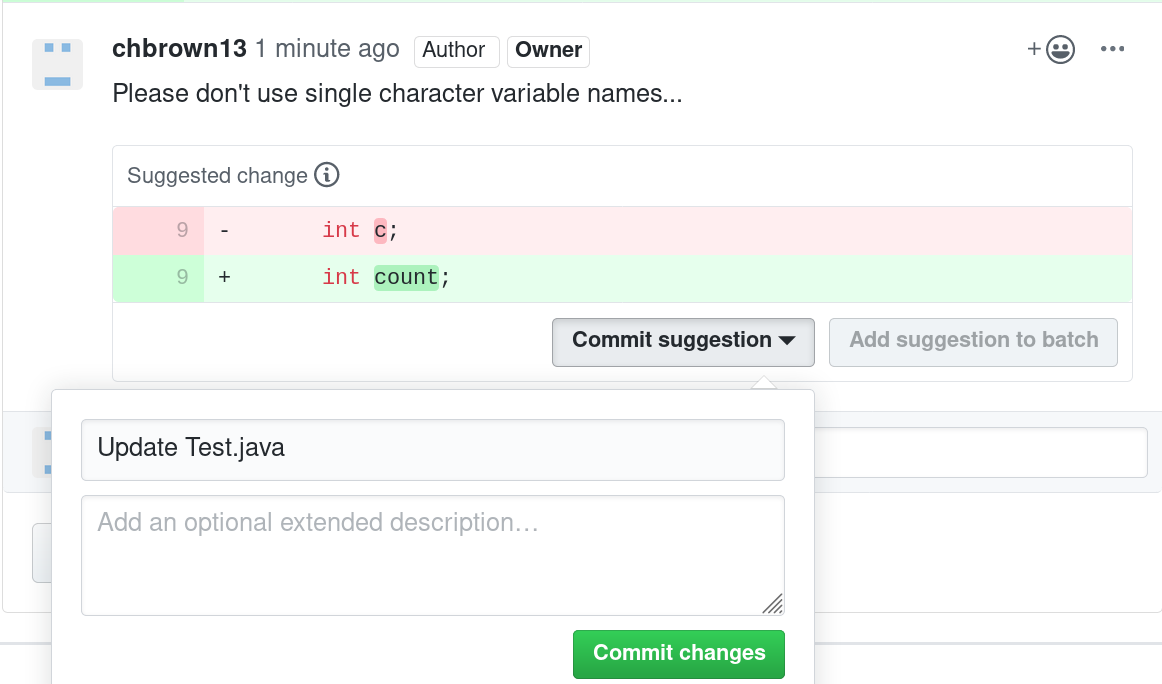 chbrown13 1 minute ago Author Owner +
Please don't use single character variable names...
Suggested change
9 - int c;
9 + int count;
Commit suggestion Add suggestion to batch
Update Test.java
Add an optional extended description…
Commit changes